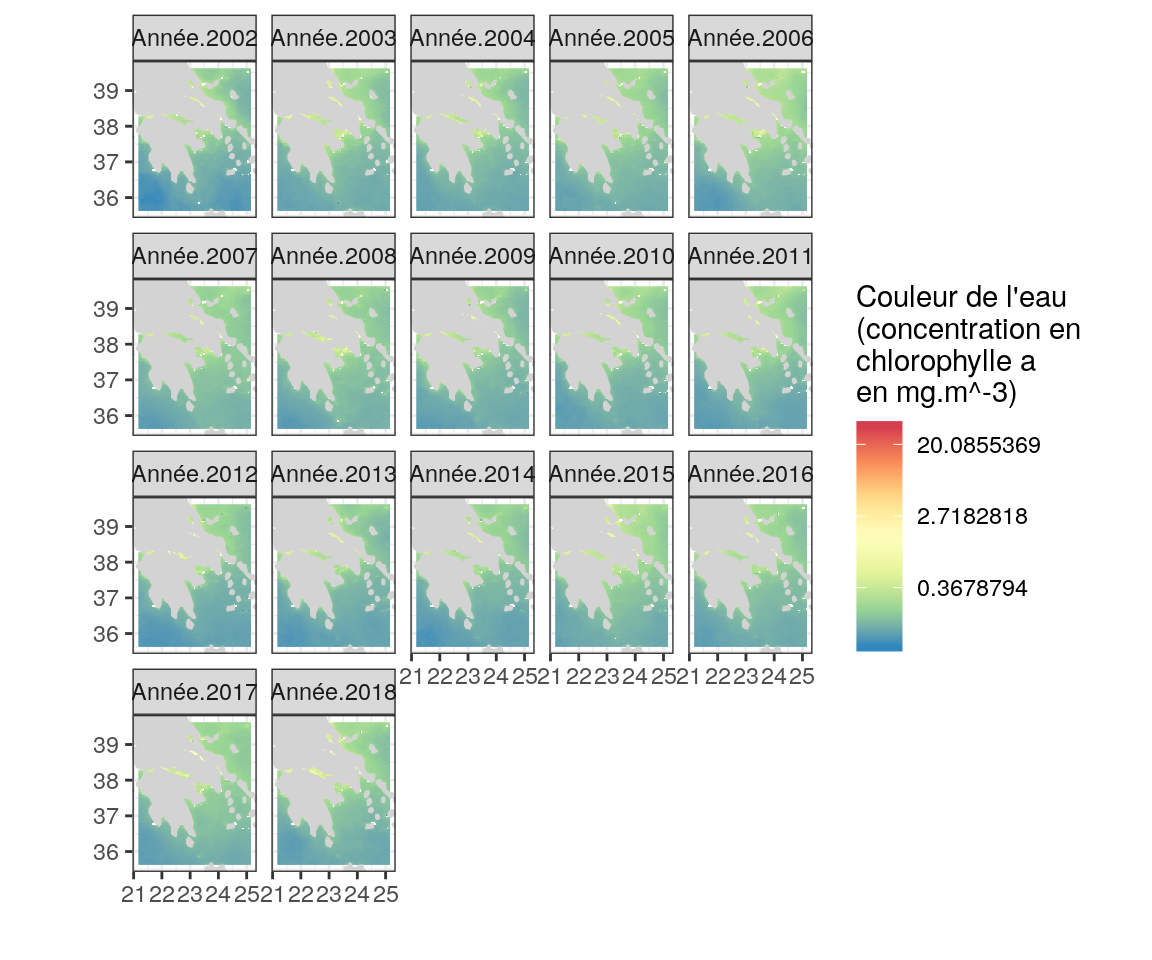 Année.2002 Année.2003 Année.2004 Année.2005 Année.2006
39
38
37
36
Année.2007 Année.2008 Année.2009 Année.2010 Année.2011
39
38
37
36
Année.2012 Année.2013 Année.2014 Année.2015 Année.2016
39
38
37
36
21 22 23 24 25 21 22 23 24 25 21 22 23 24 25
Année.2017 Année.2018
39
38
37
36
21 22 23 24 25 21 22 23 24 25
Couleur de l'eau
(concentration en
chlorophylle a
en mg.m^-3)
20.0855369
2.7182818
0.3678794